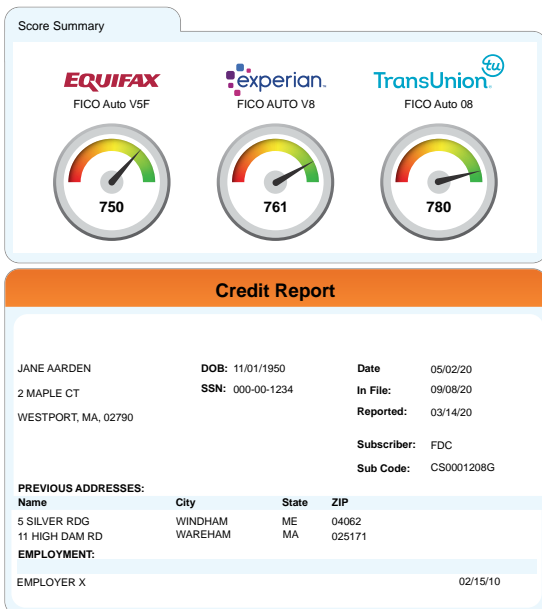 Score Summary
EQUIFAX experian. TransUnion tu
FICO Auto V5F FICO AUTO V8 FICO Auto 08
750 761 780
Credit Report
JANE AARDEN DOB: 11/01/1950 Date 05/02/20
2 MAPLE CT SSN: 000-00-1234 In File: 09/08/20
WESTPORT, MA, 02790 Reported: 03/14/20
Subscriber: FDC
Sub Code: CS0001208G
PREVIOUS ADDRESSES:
Name City State ZIP
5 SILVER RDG WINDHAM ME 04062
11 HIGH DAM RD WAREHAM MA 025171
EMPLOYMENT:
EMPLOYER X 02/15/10